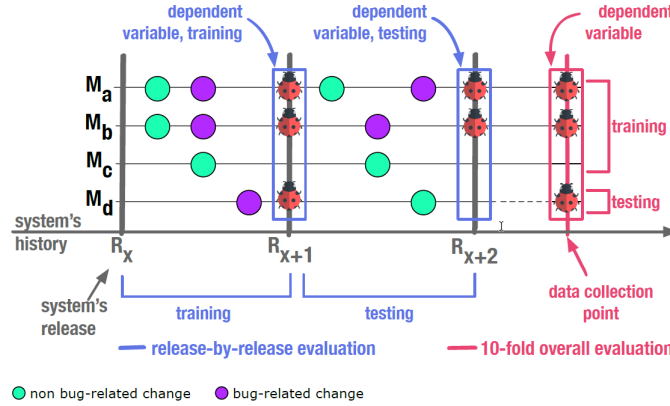 dependent
variable, training
dependent
variable, testing
dependent
variable
Ma
Mb
Mc
Md
training
testing
system's
history
Rx
Rx+1
Rx+2
system's
release
training
testing
data collection
point
release-by-release evaluation
10-fold overall evaluation
non bug-related change
bug-related change